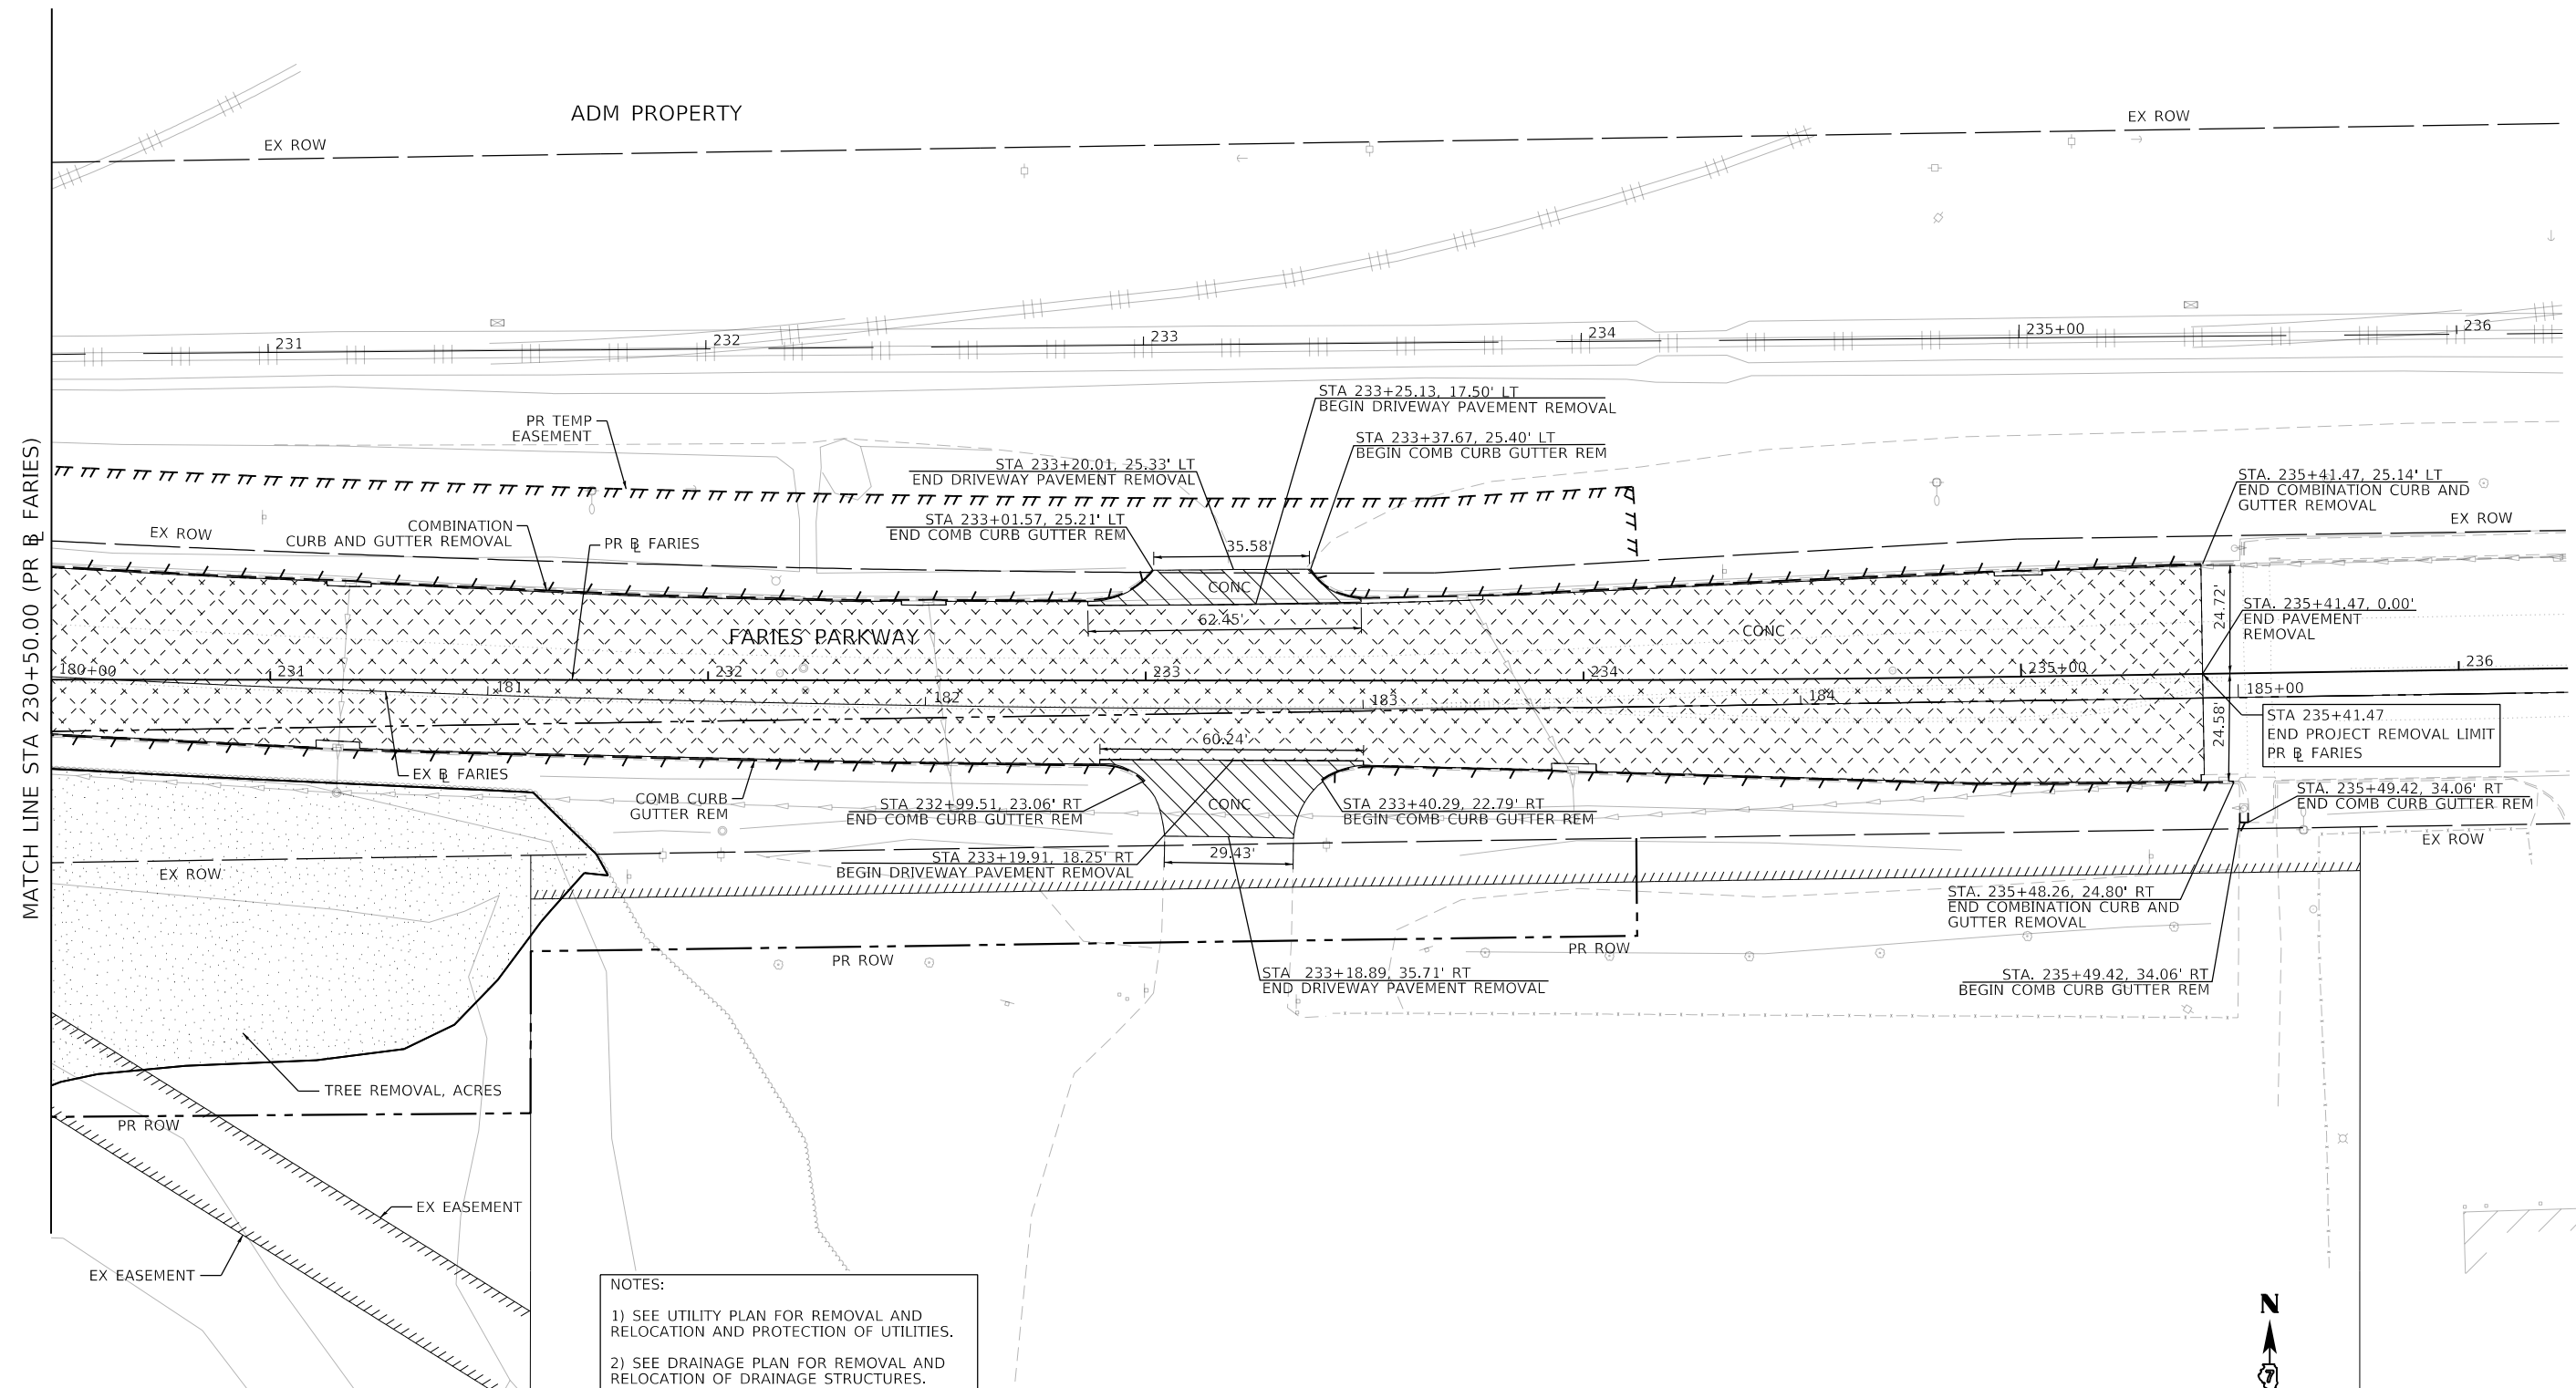 ADM PROPERTY
EX ROW
EX ROW
231
232
233
234
235+00
236
MATCH LINE STA 230+50.00 (PR ⅊ FARIES)
PR TEMP
EASEMENT
STA 233+25.13, 17.50' LT
BEGIN DRIVEWAY PAVEMENT REMOVAL
STA 233+37.67, 25.40' LT
BEGIN COMB CURB GUTTER REM
STA 233+20.01, 25.33' LT
END DRIVEWAY PAVEMENT REMOVAL
STA 233+01.57, 25.21' LT
END COMB CURB GUTTER REM
STA. 235+41.47, 25.14' LT
END COMBINATION CURB AND
GUTTER REMOVAL
EX ROW
EX ROW
COMBINATION
CURB AND GUTTER REMOVAL
PR BL FARIES
35.58'
CONC
62.45'
FARIES PARKWAY
CONC
24.72'
STA. 235+41.47, 0.00'
END PAVEMENT
REMOVAL
180+00
231
232
233
234
235+00
236
181
182
183
184
185+00
24.58'
STA 235+41.47
END PROJECT REMOVAL LIMIT
PR BL FARIES
60.24'
EX BL FARIES
COMB CURB
GUTTER REM
STA 232+99.51, 23.06' RT
END COMB CURB GUTTER REM
CONC
STA 233+40.29, 22.79' RT
BEGIN COMB CURB GUTTER REM
STA. 235+49.42, 34.06' RT
END COMB CURB GUTTER REM
EX ROW
EX ROW
STA 233+19.91, 18.25' RT
BEGIN DRIVEWAY PAVEMENT REMOVAL
29.43'
STA. 235+48.26, 24.80' RT
END COMBINATION CURB AND
GUTTER REMOVAL
PR ROW
PR ROW
STA 233+18.89, 35.71' RT
END DRIVEWAY PAVEMENT REMOVAL
STA. 235+49.42, 34.06' RT
BEGIN COMB CURB GUTTER REM
TREE REMOVAL, ACRES
PR ROW
EX EASEMENT
EX EASEMENT
NOTES:
1) SEE UTILITY PLAN FOR REMOVAL AND
RELOCATION AND PROTECTION OF UTILITIES.
2) SEE DRAINAGE PLAN FOR REMOVAL AND
RELOCATION OF DRAINAGE STRUCTURES.
N
7